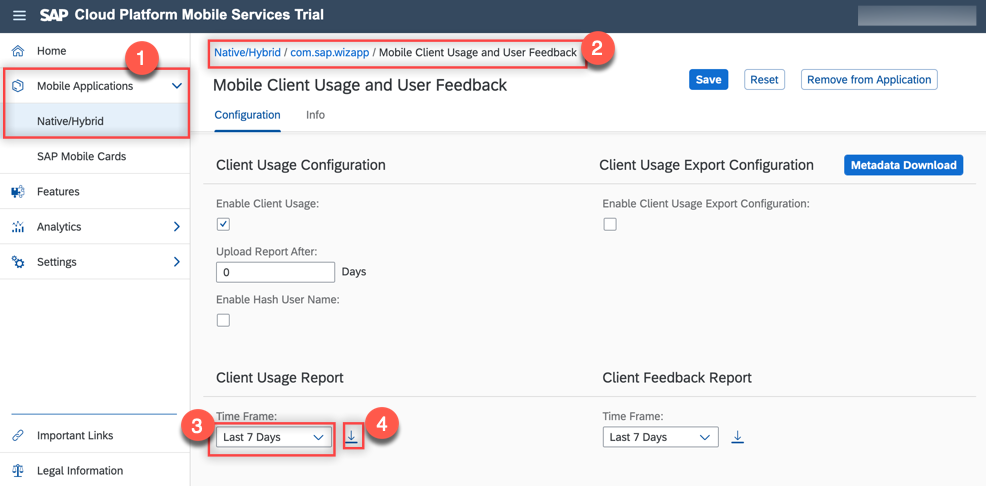 SAP Cloud Platform Mobile Services Trial
Home
1
Mobile Applications
Native/Hybrid
SAP Mobile Cards
Features
Analytics
Settings
Important Links
Legal Information
Native/Hybrid / com.sap.wizapp / Mobile Client Usage and User Feedback
2
Mobile Client Usage and User Feedback
Save
Reset
Remove from Application
Configuration
Info
Client Usage Configuration
Enable Client Usage:
Upload Report After:
0 Days
Enable Hash User Name:
Client Usage Export Configuration
Metadata Download
Enable Client Usage Export Configuration:
Client Usage Report
Time Frame:
3
Last 7 Days
4
Client Feedback Report
Time Frame:
Last 7 Days